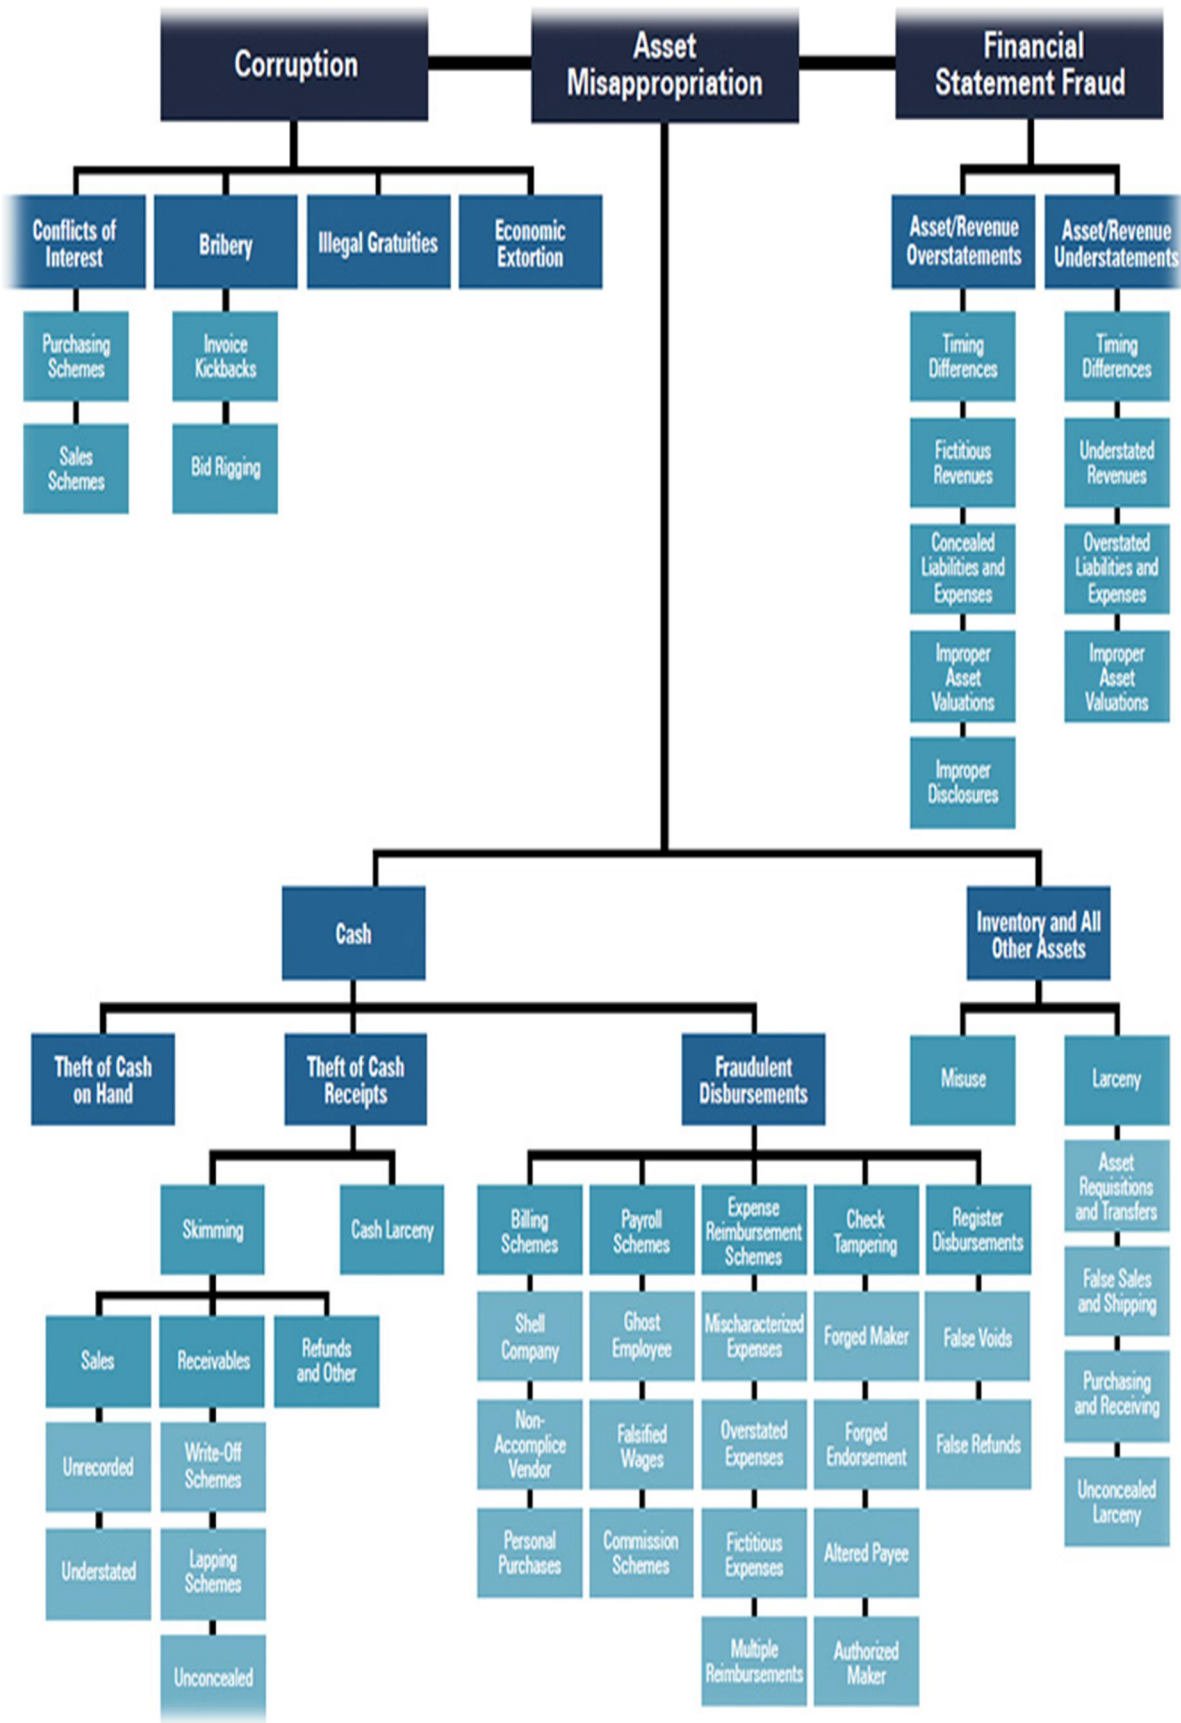 Corruption
Asset
Misappropriation
Financial
Statement Fraud
Conflicts of
Interest
Bribery
Illegal Gratuities
Economic
Extortion
Asset/Revenue
Overstatements
Asset/Revenue
Understatements
Purchasing
Schemes
Sales
Schemes
Invoice
Kickbacks
Bid Rigging
Timing
Differences
Fictitious
Revenues
Concealed
Liabilities and
Expenses
Improper
Asset
Valuations
Improper
Disclosures
Timing
Differences
Understated
Revenues
Overstated
Liabilities and
Expenses
Improper
Asset
Valuations
Cash
Inventory and All
Other Assets
Theft of Cash
on Hand
Theft of Cash
Receipts
Fraudulent
Disbursements
Misuse
Larceny
Asset
Requisitions
and Transfers
False Sales
and Shipping
Purchasing
and Receiving
Unconcealed
Larceny
Skimming
Cash Larceny
Sales
Unrecorded
Understated
Receivables
Write-Off
Schemes
Lapping
Schemes
Unconcealed
Refunds
and Other
Billing
Schemes
Shell
Company
Non-
Accomplice
Vendor
Personal
Purchases
Payroll
Schemes
Ghost
Employee
Falsified
Wages
Commission
Schemes
Expense
Reimbursement
Schemes
Mischaracterized
Expenses
Overstated
Expenses
Fictitious
Expenses
Multiple
Reimbursements
Check
Tampering
Forged Maker
Forged
Endorsement
Altered Payee
Authorized
Maker
Register
Disbursements
False Voids
False Refunds